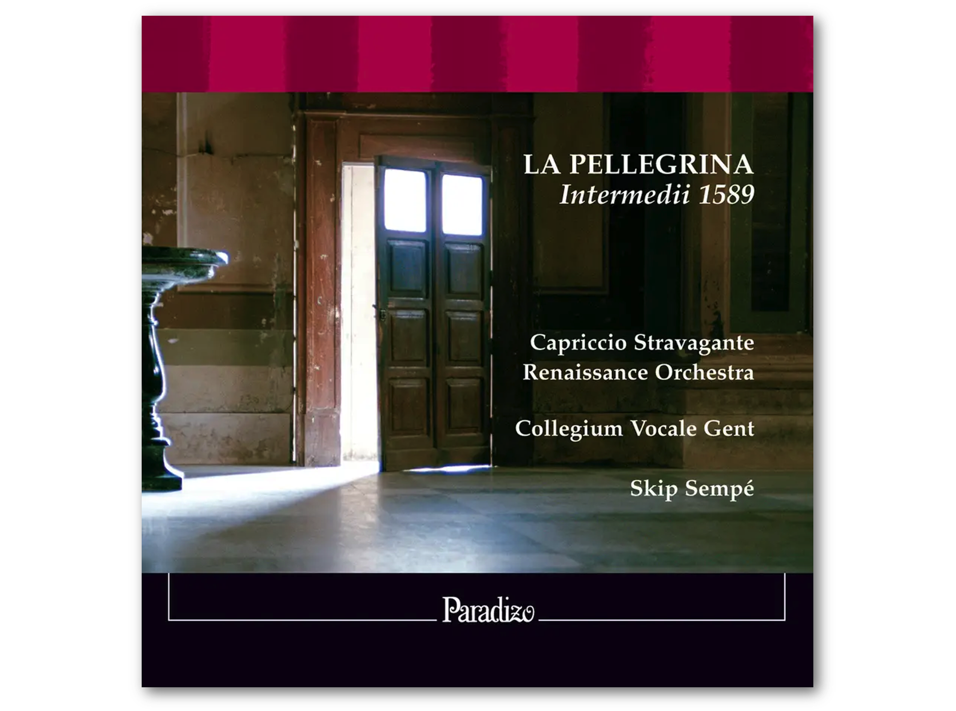 LA PELLEGRINA
Intermedii 1589
Capriccio Stravagante
Renaissance Orchestra
Collegium Vocale Gent
Skip Sempé
Paradizo